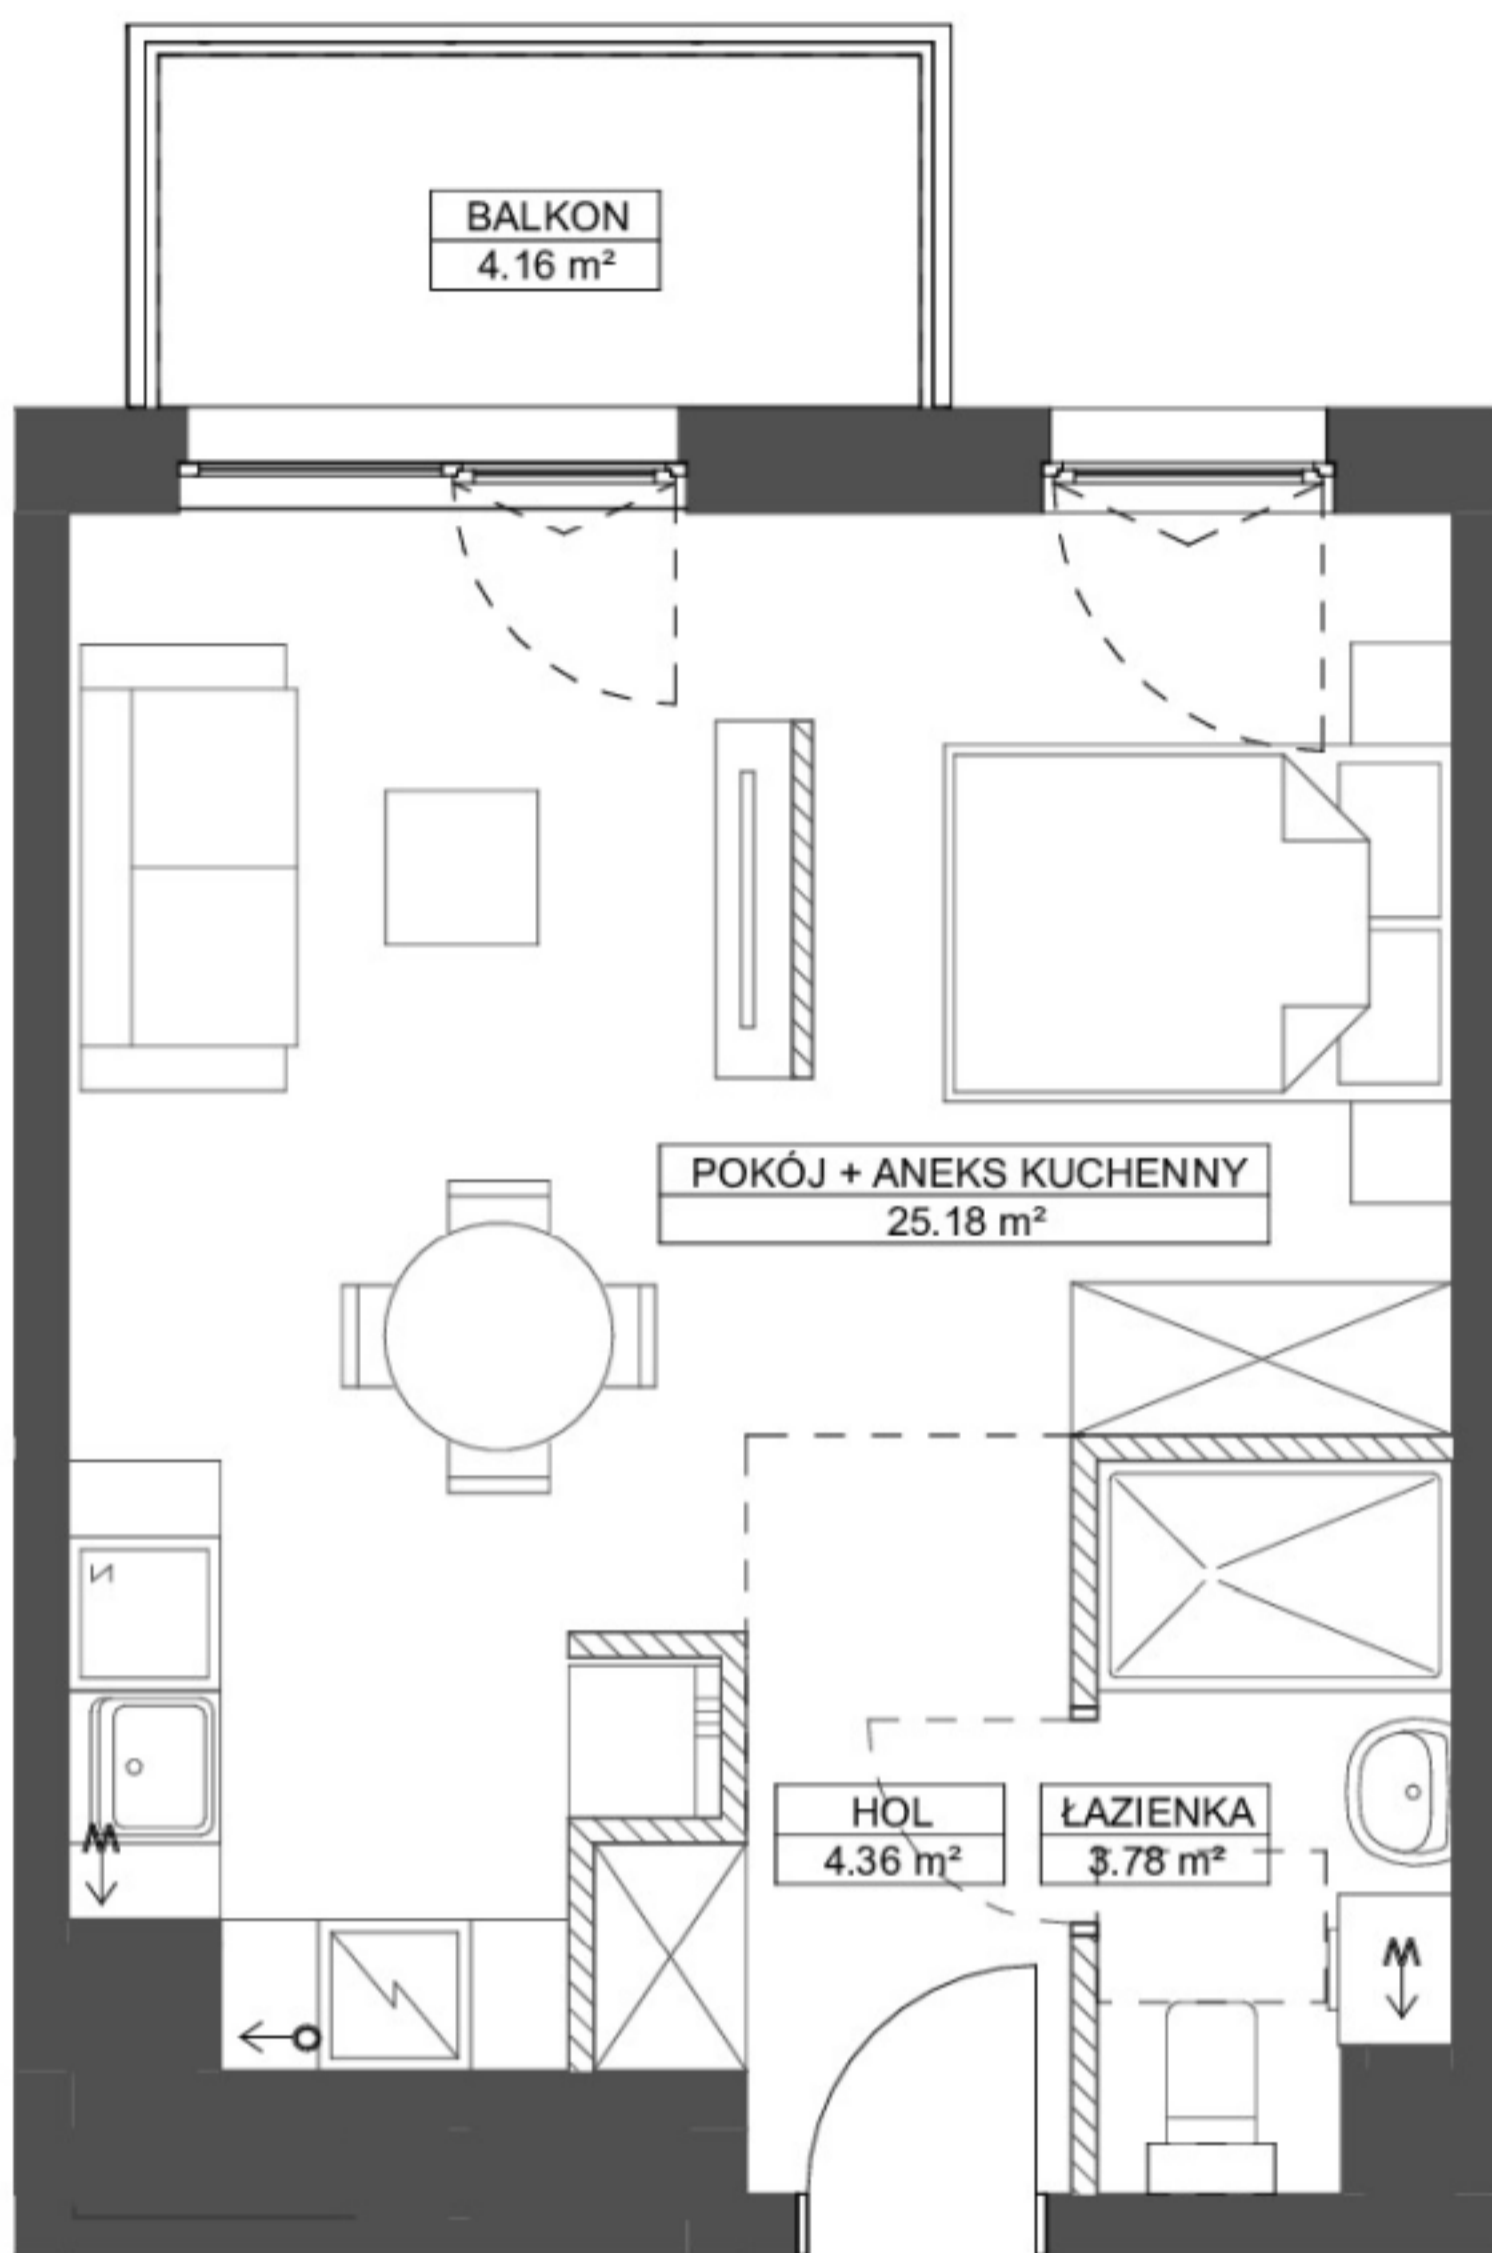 BALKON
4.16 m²
POKÓJ + ANEKS KUCHENNY
25.18 m²
HOL
4.36 m²
ŁAZIENKA
3.78 m²
W
W